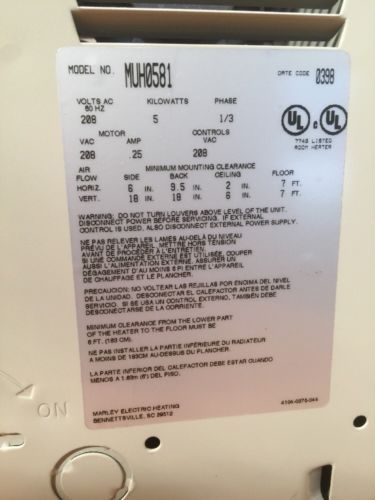 MODEL NO. MUH0581 DATE CODE 0398
VOLTS AC KILOWATTS PHASE
60 HZ
208 5 1/3
MOTOR CONTROLS
VAC AMP VAC
208 .25 208
UL C UL
7749 LISTED
ROOM HEATER
AIR MINIMUM MOUNTING CLEARANCE
FLOW SIDE BACK CEILING FLOOR
HORIZ. 6 IN. 9.5 IN. 2 IN. 7 FT.
VERT. 18 IN. 18 IN. 6 IN. 7 FT.
WARNING: DO NOT TURN LOUVERS ABOVE LEVEL OF THE UNIT.
DISCONNECT POWER BEFORE SERVICING. IF EXTERNAL
CONTROL IS USED, ALSO DISCONNECT EXTERNAL POWER SUPPLY.
NE PAS RELEVER LES LAMES AU-DELÀ DU NIVEAU
PRÉVU DE L'APPAREIL. METTRE HORS TENSION
AVANT DE PROCÉDER À L'ENTRETIEN.
SI UNE COMMANDE EST UTILISÉE, COUPER
AUSSI L'ALIMENTATION EXTERNE. ASSURER UN
DÉGAGEMENT D'AU MOINS 6 PI ENTRE L'APPAREIL
DE CHAUFFAGE ET LE PLANCHER.
PRECAUCION: NO VOLTEAR LAS REJILLAS POR ENCIMA DEL NIVEL
DE LA UNIDAD. DESCONECTAR EL CALEFACTOR ANTES DE DARLE
SERVICIO. SI SE USA UN CONTROL EXTERNO, TAMBIÉN DEBE
DESCONECTARSE DE LA CORRIENTE.
MINIMUM CLEARANCE FROM THE LOWER PART
OF THE HEATER TO THE FLOOR MUST BE
6 FT. (183 CM).
NE PAS INSTALLER LA PARTIE INFÉRIEURE DU RADIATEUR
A MOINS DE 183CM AU-DESSUS DU PLANCHER.
LA PARTE INFERIOR DEL CALEFACTOR DEBE ESTAR CUANDO
MENOS A 1.83m (6') DEL PISO.
ON
MARLEY ELECTRIC HEATING
BENNETTSVILLE, SC 29512 4104-0275-044